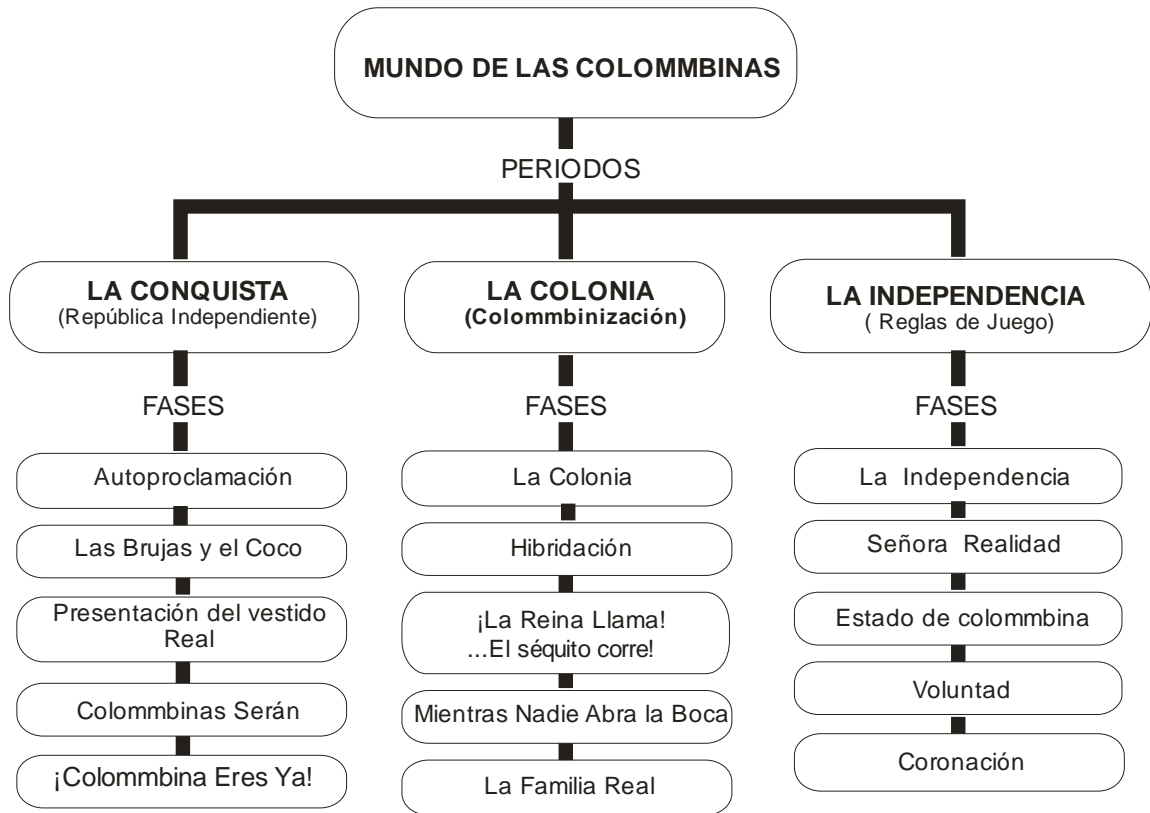 MUNDO DE LAS COLOMMBINAS
PERIODOS
LA CONQUISTA
(República Independiente)
FASES
Autoproclamación
Las Brujas y el Coco
Presentación del vestido
Real
Colommbinas Serán
¡Colommbina Eres Ya!
LA COLONIA
(Colommbinización)
FASES
La Colonia
Hibridación
¡La Reina Llama!
...El séquito corre!
Mientras Nadie Abra la Boca
La Familia Real
LA INDEPENDENCIA
( Reglas de Juego)
FASES
La Independencia
Señora Realidad
Estado de colommbina
Voluntad
Coronación